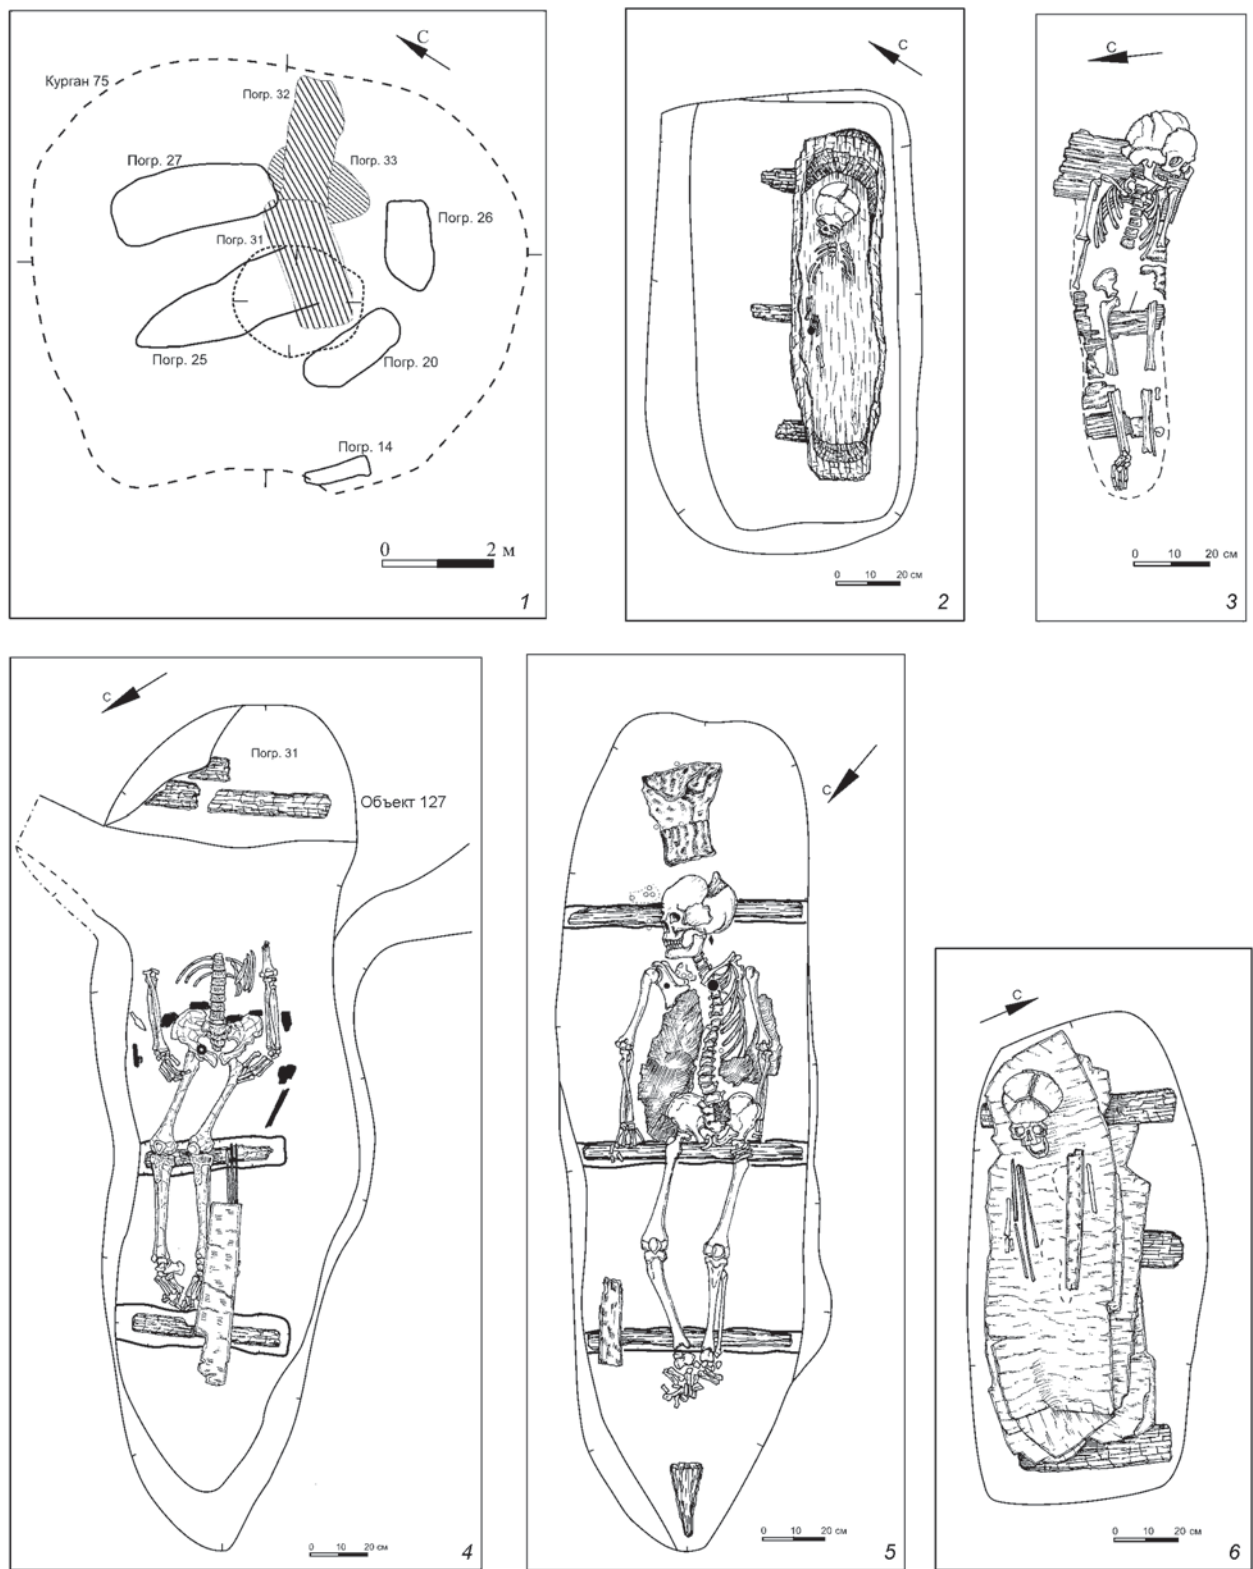 С
Курган 75
Погр. 32
Погр. 27
Погр. 33
Погр. 26
Погр. 31
Погр. 25
Погр. 20
Погр. 14
0 2 м
1
С
0 10 20 см
2
С
0 10 20 см
3
С
Погр. 31
Объект 127
0 10 20 см
4
С
0 10 20 см
5
С
0 10 20 см
6